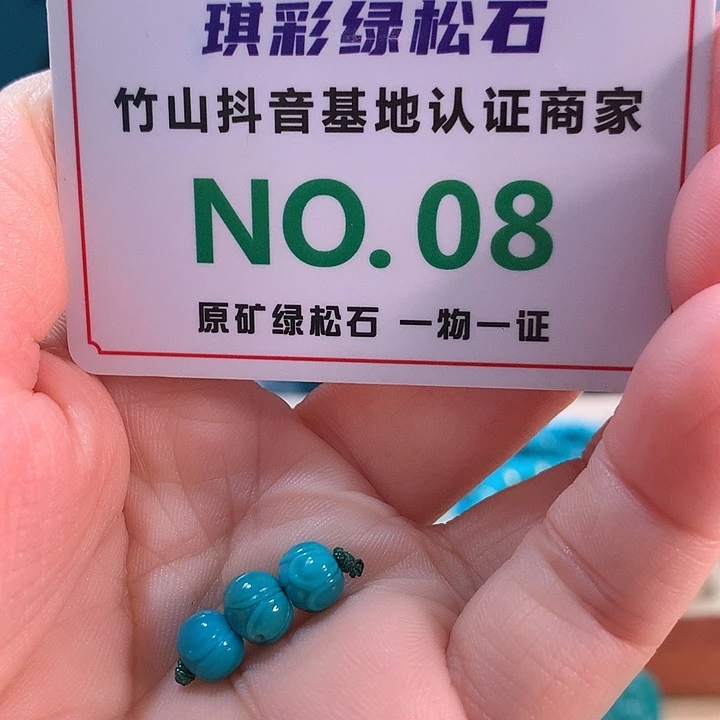 琪彩绿松石
竹山抖音基地认证商家
NO.08
原矿绿松石 一物一证